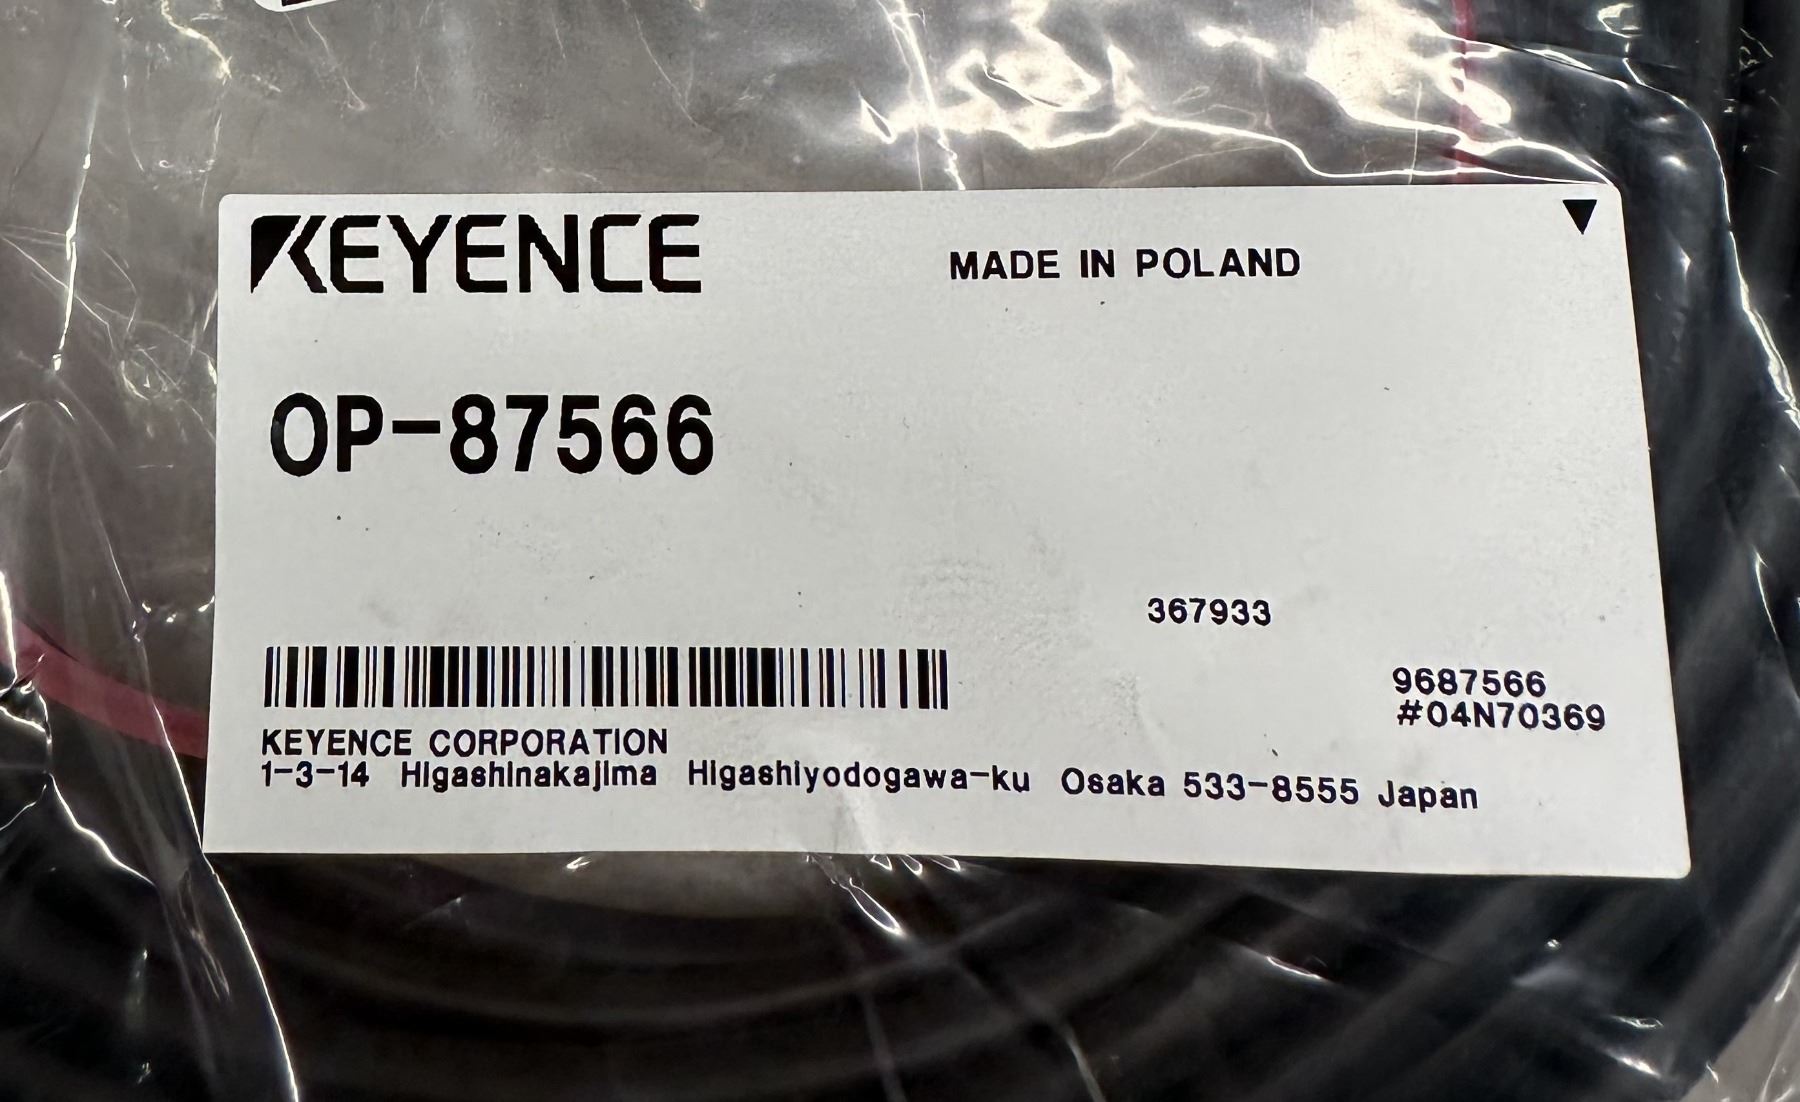 KEYENCE
MADE IN POLAND
OP-87566
367933
9687566
#04N70369
KEYENCE CORPORATION
1-3-14 Higashinakajima Higashiyodogawa-ku Osaka 533-8555 Japan